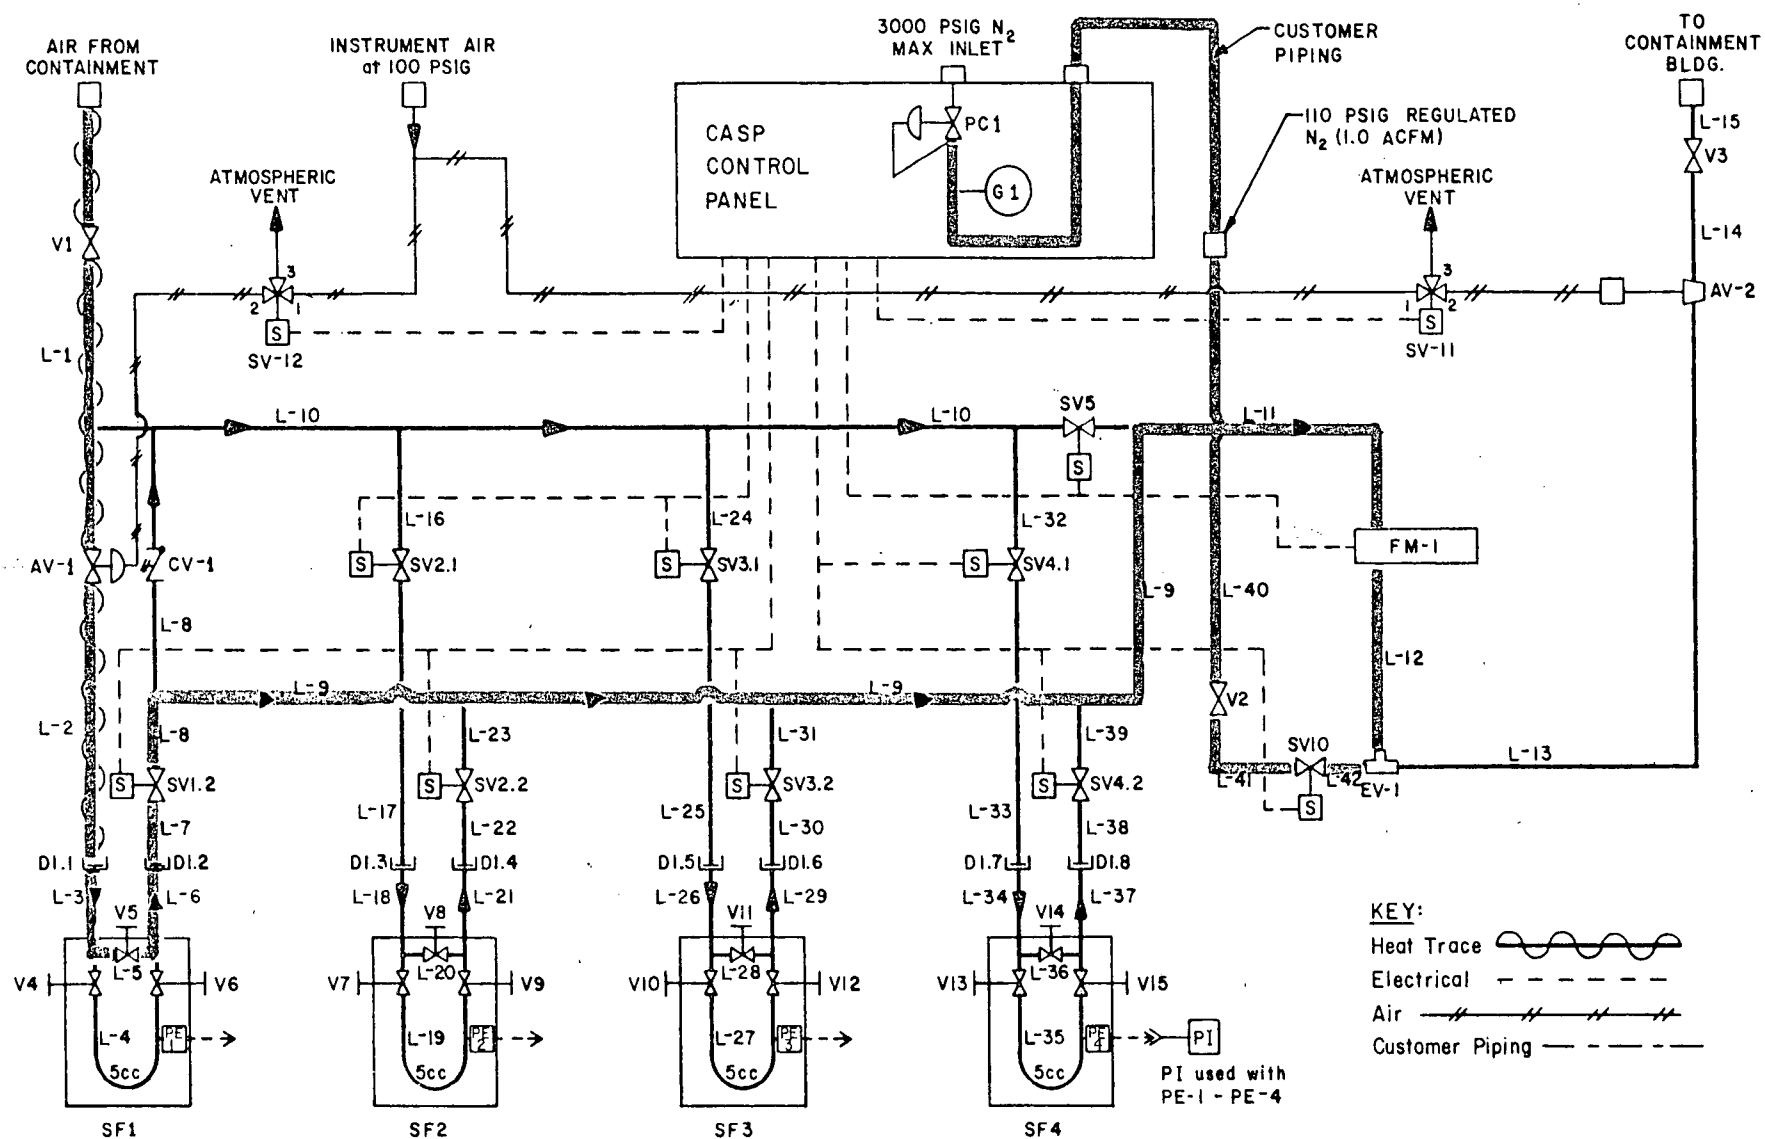 AIR FROM
CONTAINMENT
INSTRUMENT AIR
at 100 PSIG
3000 PSIG N2
MAX INLET
CUSTOMER
PIPING
TO
CONTAINMENT
BLDG.
L-15
V3
L-14
CASP
CONTROL
PANEL
PC1
G1
110 PSIG REGULATED
N2 (1.0 ACFM)
ATMOSPHERIC
VENT
ATMOSPHERIC
VENT
V1
3
2
1
S
SV-12
3
1
2
S
SV-11
AV-2
L-1
L-10
L-10
SV5
S
L-11
L-16
L-24
L-32
AV-1
CV-1
S
SV2.1
S
SV3.1
S
SV4.1
FM-1
L-8
L-9
L-40
L-12
L-9
L-9
V2
L-2
L-8
L-23
L-31
L-39
SV10
L-13
S
SV1.2
S
SV2.2
S
SV3.2
S
SV4.2
L-41
L-42
EV-1
S
L-7
L-17
L-22
L-25
L-30
L-33
L-38
D1.1
D1.2
D1.3
D1.4
D1.5
D1.6
D1.7
D1.8
L-3
L-6
L-18
L-21
L-26
L-29
L-34
L-37
V5
V8
V11
V14
L-5
L-20
L-28
L-36
V4
V6
V7
V9
V10
V12
V13
V15
L-4
PE
1
L-19
PE
2
L-27
PE
3
L-35
PE
4
PI
5cc
5cc
5cc
5cc
PI used with
PE-1 - PE-4
SF1
SF2
SF3
SF4
KEY:
Heat Trace
Electrical
Air
Customer Piping